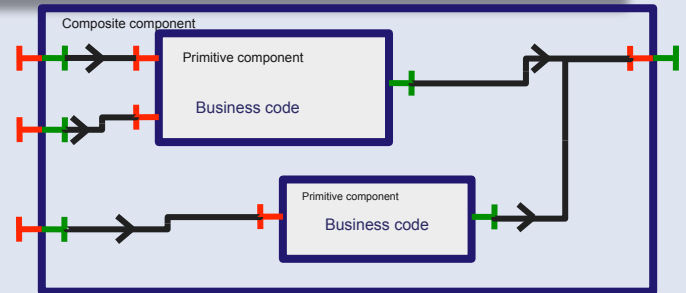 Composite component
Primitive component
Business code
Primitive component
Business code